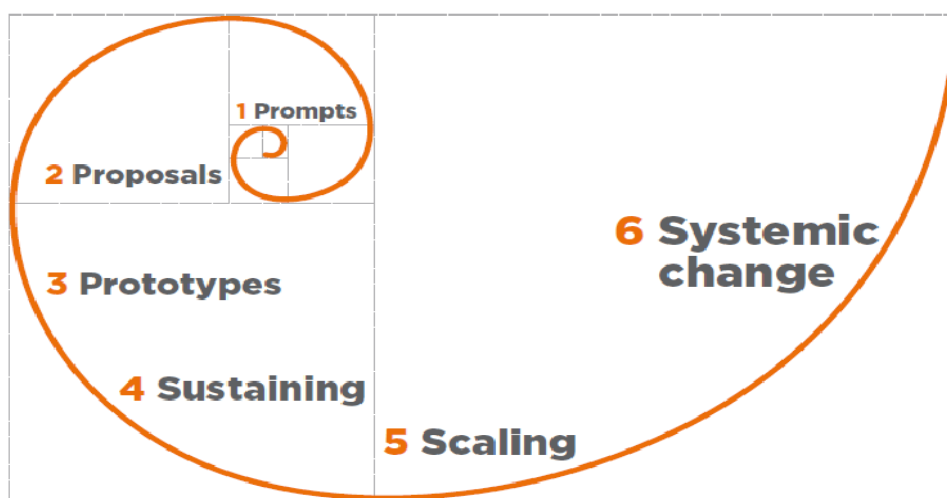 1 Prompts
2 Proposals
3 Prototypes
4 Sustaining
5 Scaling
6 Systemic
change